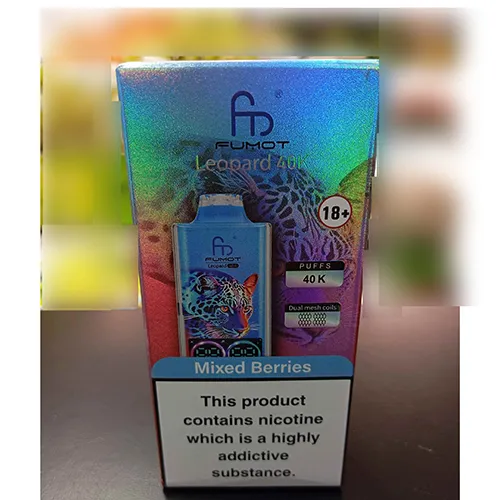 ®
FUMOT
Leopard 40K
18+
FUMOT
Leopard
PUFFS
40 K
Dual mesh coils
Mixed Berries
This product
contains nicotine
which is a highly
addictive
substance.